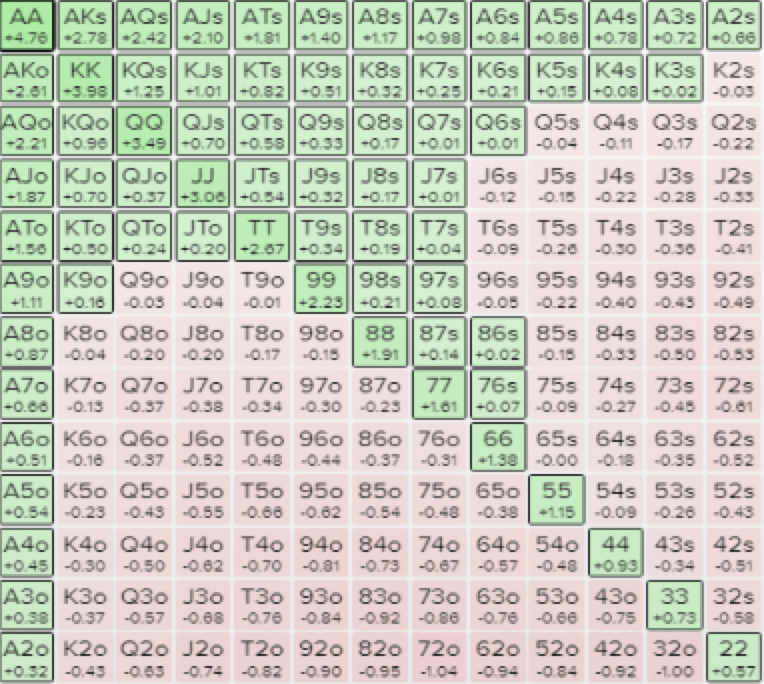 AA AKs AQs AJs ATs A9s A8s A7s A6s A5s A4s A3s A2s
+4.76 +2.78 +2.42 +2.10 +1.81 +1.40 +1.17 +0.98 +0.84 +0.86 +0.78 +0.72 +0.66
AKo KK KQs KJs KTs K9s K8s K7s K6s K5s K4s K3s K2s
+2.61 +3.98 +1.25 +1.01 +0.82 +0.51 +0.32 +0.25 +0.21 +0.15 +0.08 +0.02 -0.03
AQo KQo QQ QJs QTs Q9s Q8s Q7s Q6s Q5s Q4s Q3s Q2s
+2.21 +0.96 +3.49 +0.70 +0.58 +0.33 +0.17 +0.01 +0.01 -0.04 -0.11 -0.17 -0.22
AJo KJo QJo JJ JTs J9s J8s J7s J6s J5s J4s J3s J2s
+1.87 +0.70 +0.37 +3.06 +0.54 +0.32 +0.17 +0.01 -0.12 -0.15 -0.22 -0.28 -0.33
ATo KTo QTo JTo TT T9s T8s T7s T6s T5s T4s T3s T2s
+1.56 +0.50 +0.24 +0.20 +2.67 +0.34 +0.19 +0.04 -0.09 -0.26 -0.30 -0.36 -0.41
A9o K9o Q9o J9o T9o 99 98s 97s 96s 95s 94s 93s 92s
+1.11 +0.16 -0.03 -0.04 -0.01 +2.23 +0.21 +0.08 -0.05 -0.22 -0.40 -0.43 -0.49
A8o K8o Q8o J8o T8o 98o 88 87s 86s 85s 84s 83s 82s
+0.87 -0.04 -0.20 -0.20 -0.17 -0.15 +1.91 +0.14 +0.02 -0.15 -0.33 -0.50 -0.53
A7o K7o Q7o J7o T7o 97o 87o 77 76s 75s 74s 73s 72s
+0.66 -0.13 -0.37 -0.38 -0.34 -0.30 -0.23 +1.61 +0.07 -0.09 -0.27 -0.45 -0.61
A6o K6o Q6o J6o T6o 96o 86o 76o 66 65s 64s 63s 62s
+0.51 -0.16 -0.37 -0.52 -0.48 -0.44 -0.37 -0.31 +1.38 -0.00 -0.18 -0.35 -0.52
A5o K5o Q5o J5o T5o 95o 85o 75o 65o 55 54s 53s 52s
+0.54 -0.23 -0.43 -0.55 -0.66 -0.62 -0.54 -0.48 -0.38 +1.15 -0.09 -0.26 -0.43
A4o K4o Q4o J4o T4o 94o 84o 74o 64o 54o 44 43s 42s
+0.45 -0.30 -0.50 -0.62 -0.70 -0.81 -0.73 -0.67 -0.57 -0.48 +0.93 -0.34 -0.51
A3o K3o Q3o J3o T3o 93o 83o 73o 63o 53o 43o 33 32s
+0.38 -0.37 -0.57 -0.68 -0.76 -0.84 -0.92 -0.86 -0.76 -0.66 -0.75 +0.73 -0.58
A2o K2o Q2o J2o T2o 92o 82o 72o 62o 52o 42o 32o 22
+0.32 -0.43 -0.63 -0.74 -0.82 -0.90 -0.95 -1.04 -0.94 -0.84 -0.92 -1.00 +0.57